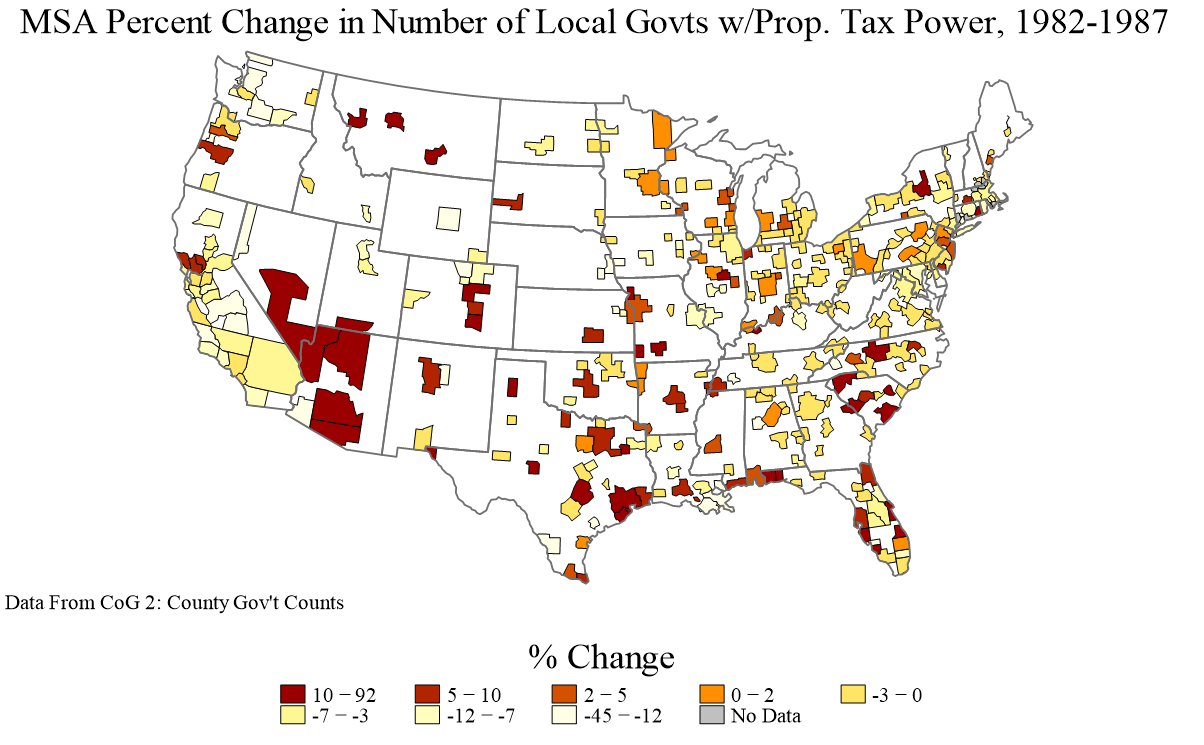 MSA Percent Change in Number of Local Govts w/Prop. Tax Power, 1982-1987
Data From CoG 2: County Gov't Counts
% Change
10 − 92 5 − 10 2 − 5 0 − 2 -3 − 0
-7 − -3 -12 − -7 -45 − -12 No Data